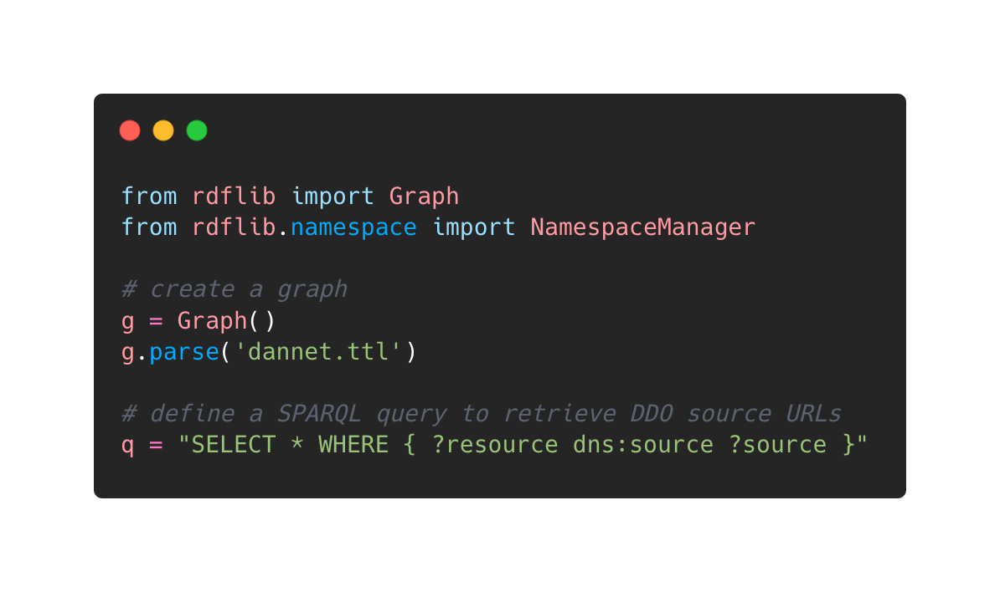 from rdflib import Graph
from rdflib.namespace import NamespaceManager
# create a graph
g = Graph()
g.parse('dannet.ttl')
# define a SPARQL query to retrieve DDO source URLs
q = "SELECT * WHERE { ?resource dns:source ?source }"